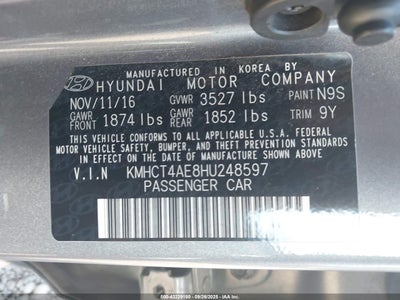 MANUFACTURED IN KOREA BY
HYUNDAI MOTOR COMPANY
NOV/11/16 GVWR 3527 lbs PAINT N9S
GAWR FRONT 1874 lbs GAWR REAR 1852 lbs TRIM 9Y
THIS VEHICLE CONFORMS TO ALL APPLICABLE U.S.A. FEDERAL
MOTOR VEHICLE SAFETY, BUMPER, AND THEFT PREVENTION
STANDARDS IN EFFECT ON THE DATE OF MANUFACTURE SHOWN ABOVE.
V.I.N KMHCT4AE8HU248597
PASSENGER CAR